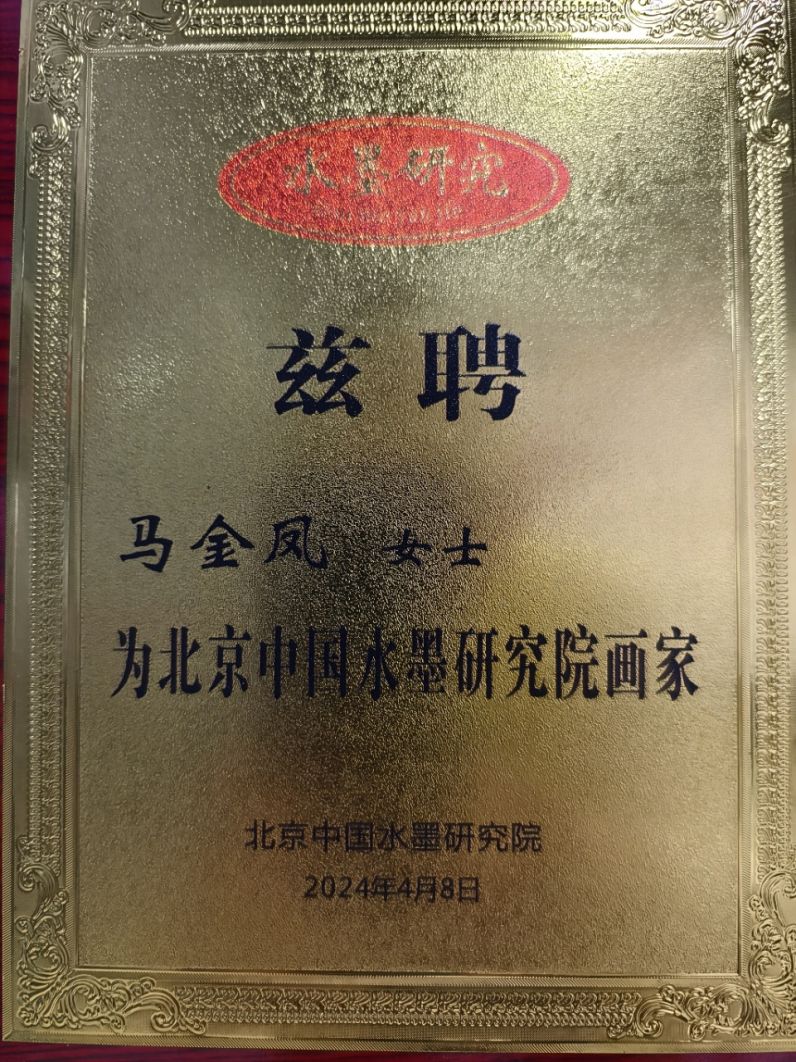 水墨研究
兹聘
马金凤 女士
为北京中国水墨研究院画家
北京中国水墨研究院
2024年4月8日